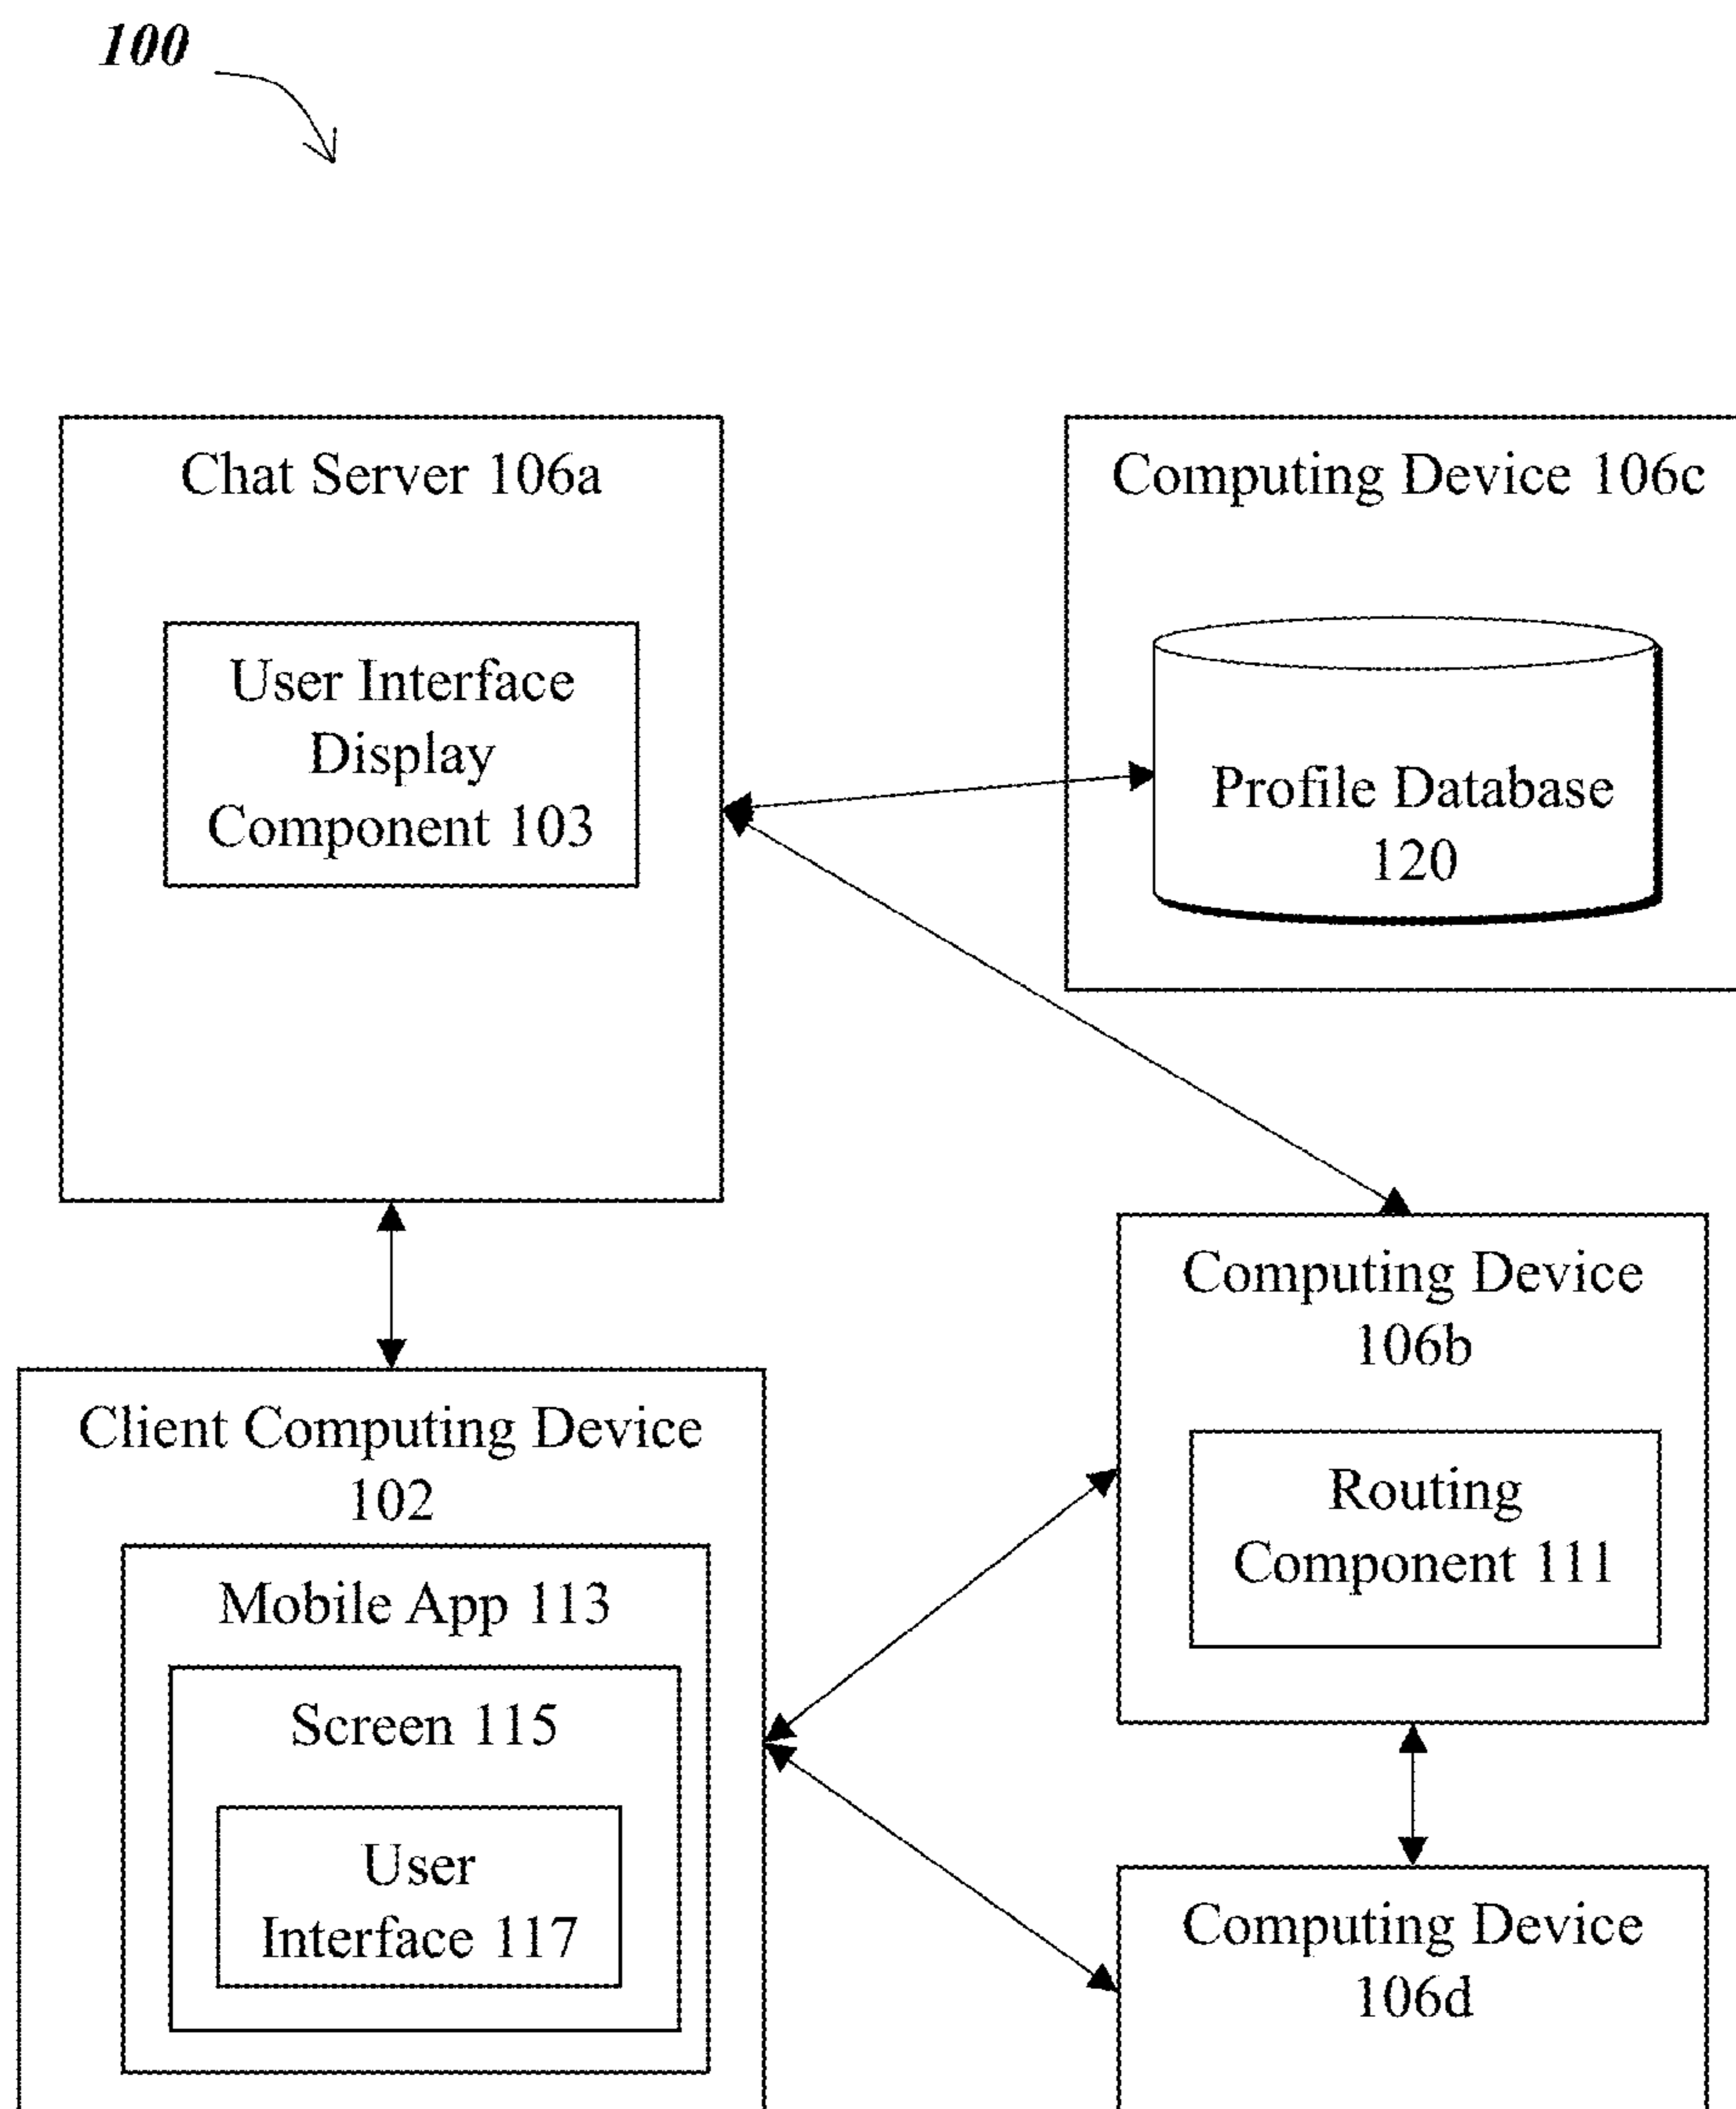 100
Chat Server 106a
User Interface
Display
Component 103
Computing Device 106c
Profile Database
120
Computing Device
106b
Routing
Component 111
Client Computing Device
102
Mobile App 113
Screen 115
User
Interface 117
Computing Device
106d